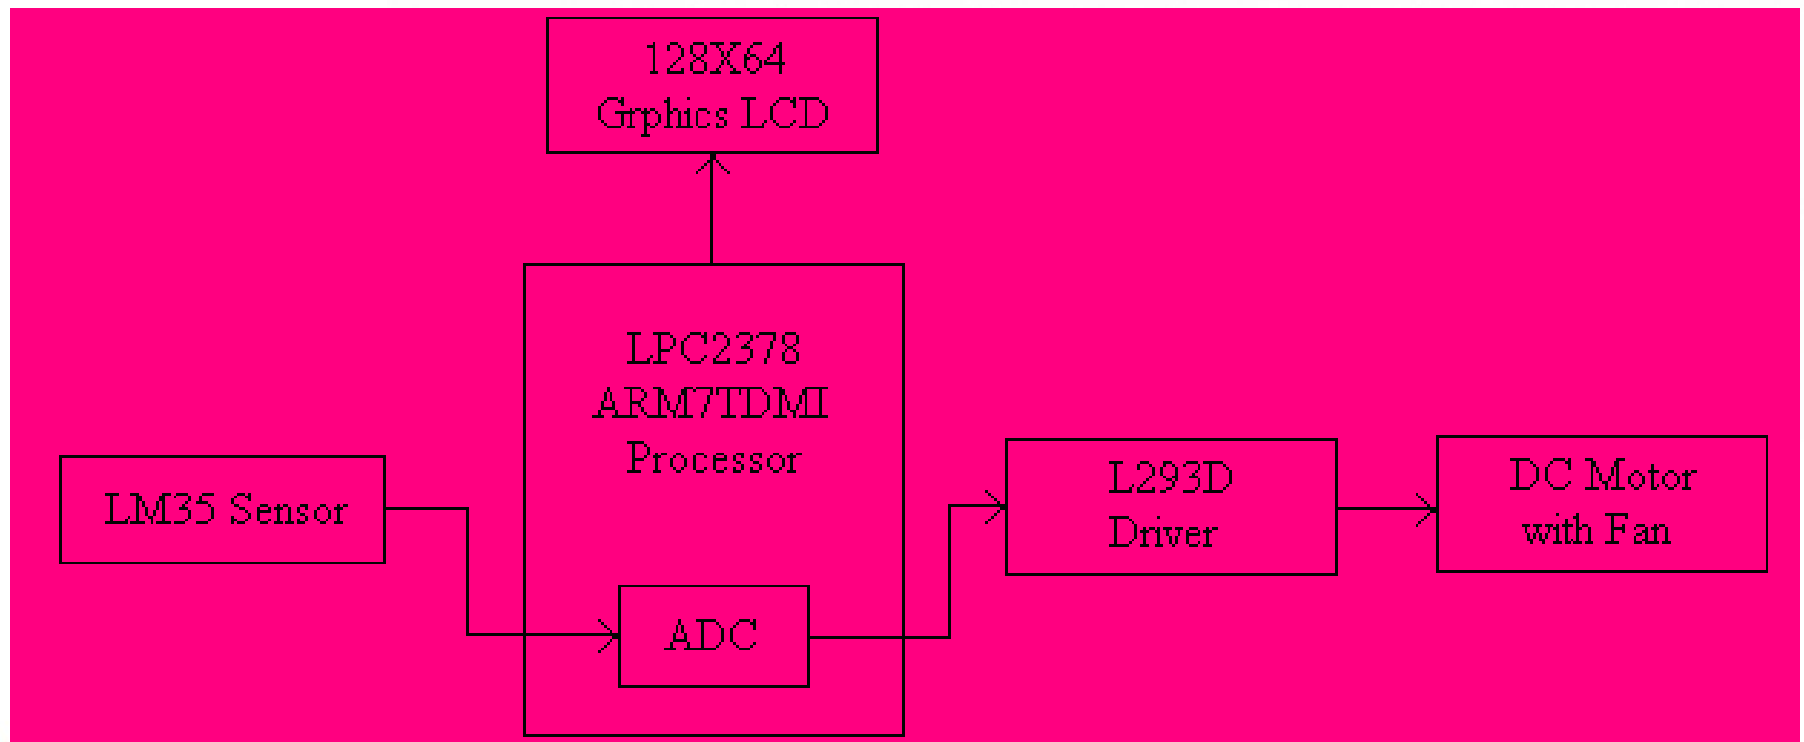 128X64
Grphics LCD
LPC2378
ARM7TDMI
Processor
LM35 Sensor
ADC
L293D
Driver
DC Motor
with Fan